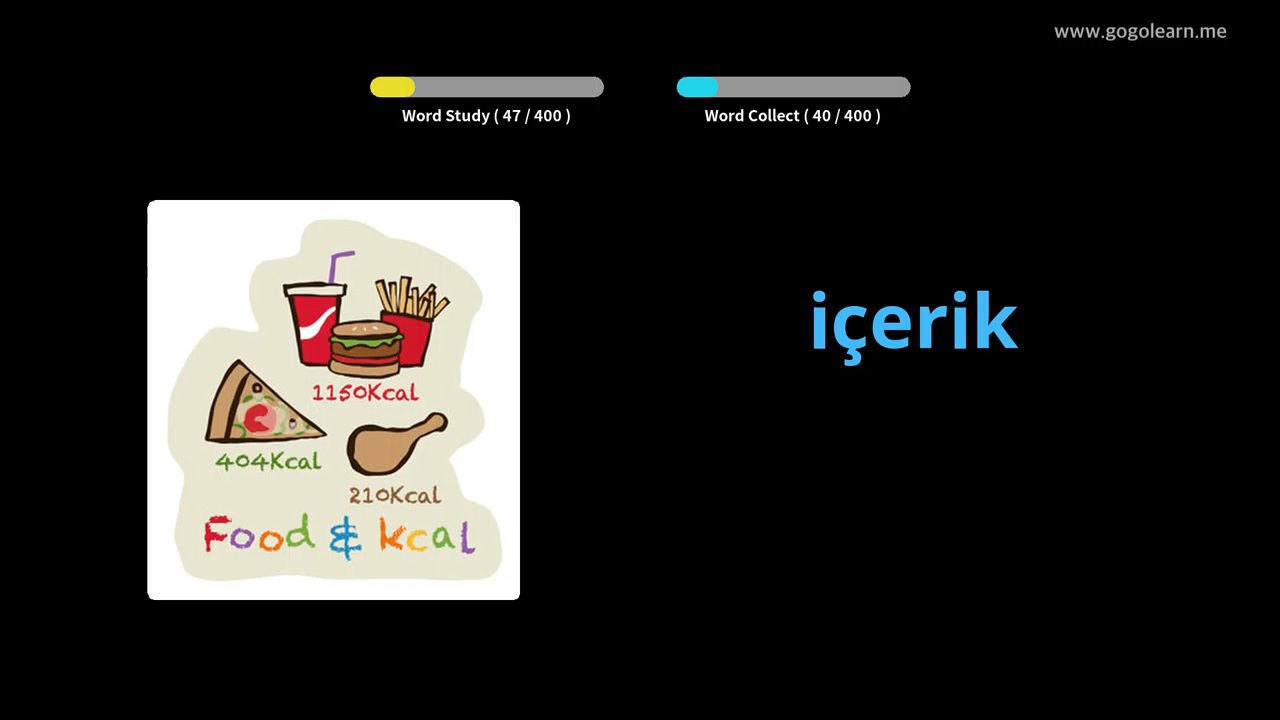 www.gogolearn.me
Word Study ( 47 / 400 )
Word Collect ( 40 / 400 )
1150Kcal
404Kcal
210Kcal
Food & kcal
içerik